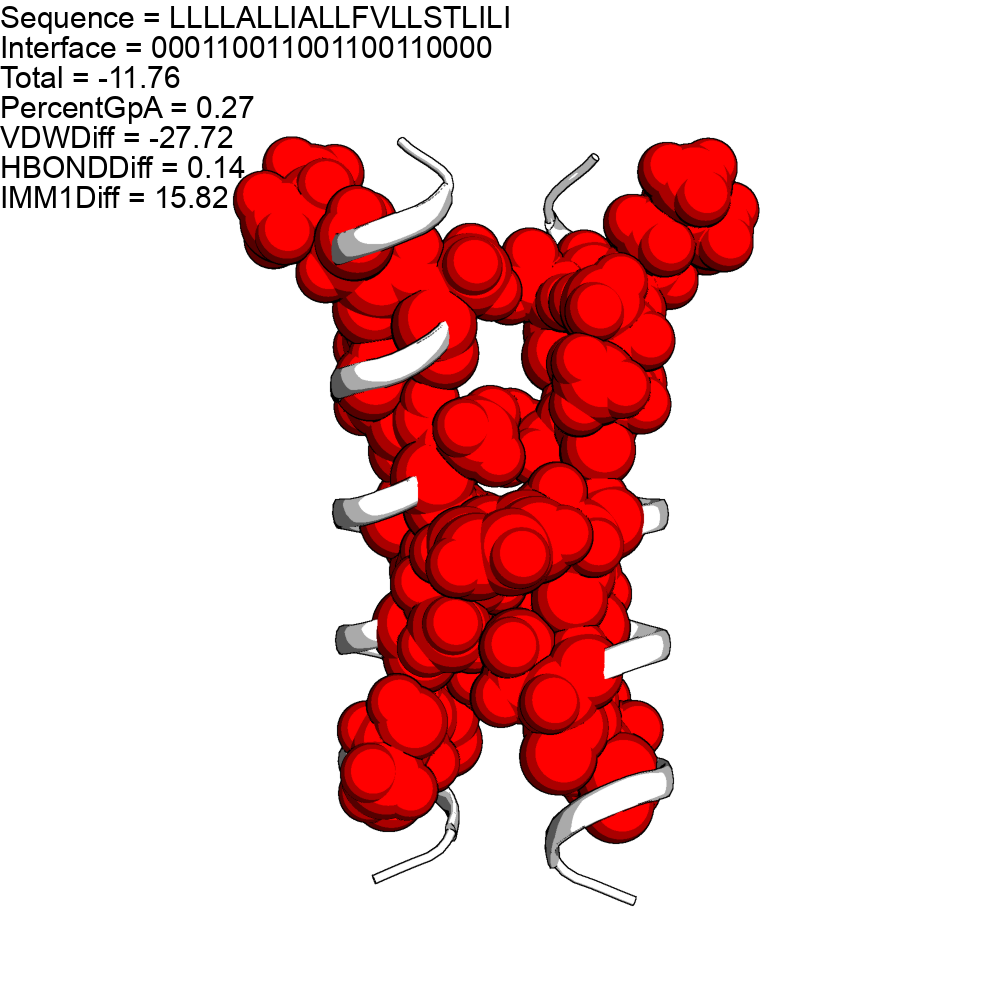 Sequence = LLLLALLIALLFVLLSTLILI
Interface = 000110011001100110000
Total = -11.76
PercentGpA = 0.27
VDWDiff = -27.72
HBONDDiff = 0.14
IMM1Diff = 15.82